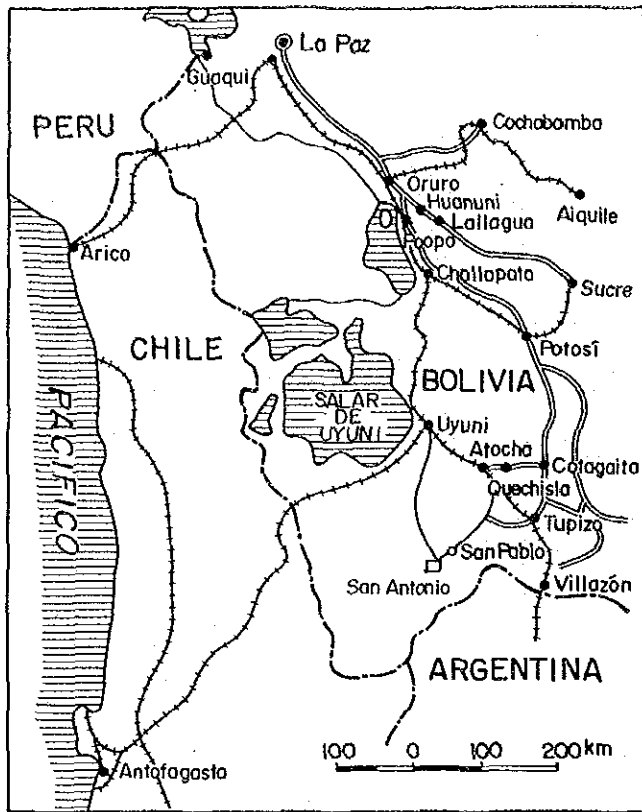 La Paz
Guaqui
PERU
Cochabamba
Oruro
Huanuni
Lallagua
Aiquile
Poopo
Arica
Challapata
Sucre
CHILE
Potosí
BOLIVIA
SALAR
DE
UYUNI
PACIFICO
Uyuni
Atocha
Cotagaita
Quechisla
Tupiza
San Pablo
San Antonio
Villazón
ARGENTINA
100 0 100 200 km
Antofagasta